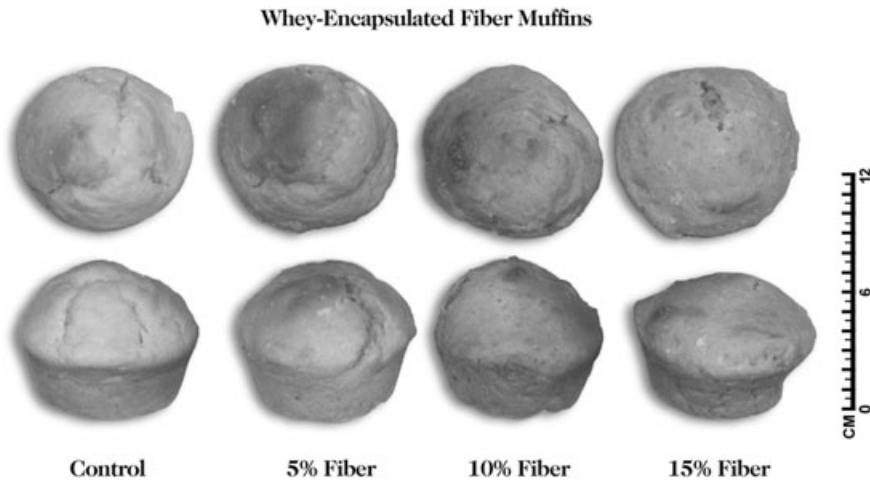 Whey-Encapsulated Fiber Muffins
12
6
0
CM
Control
5% Fiber
10% Fiber
15% Fiber